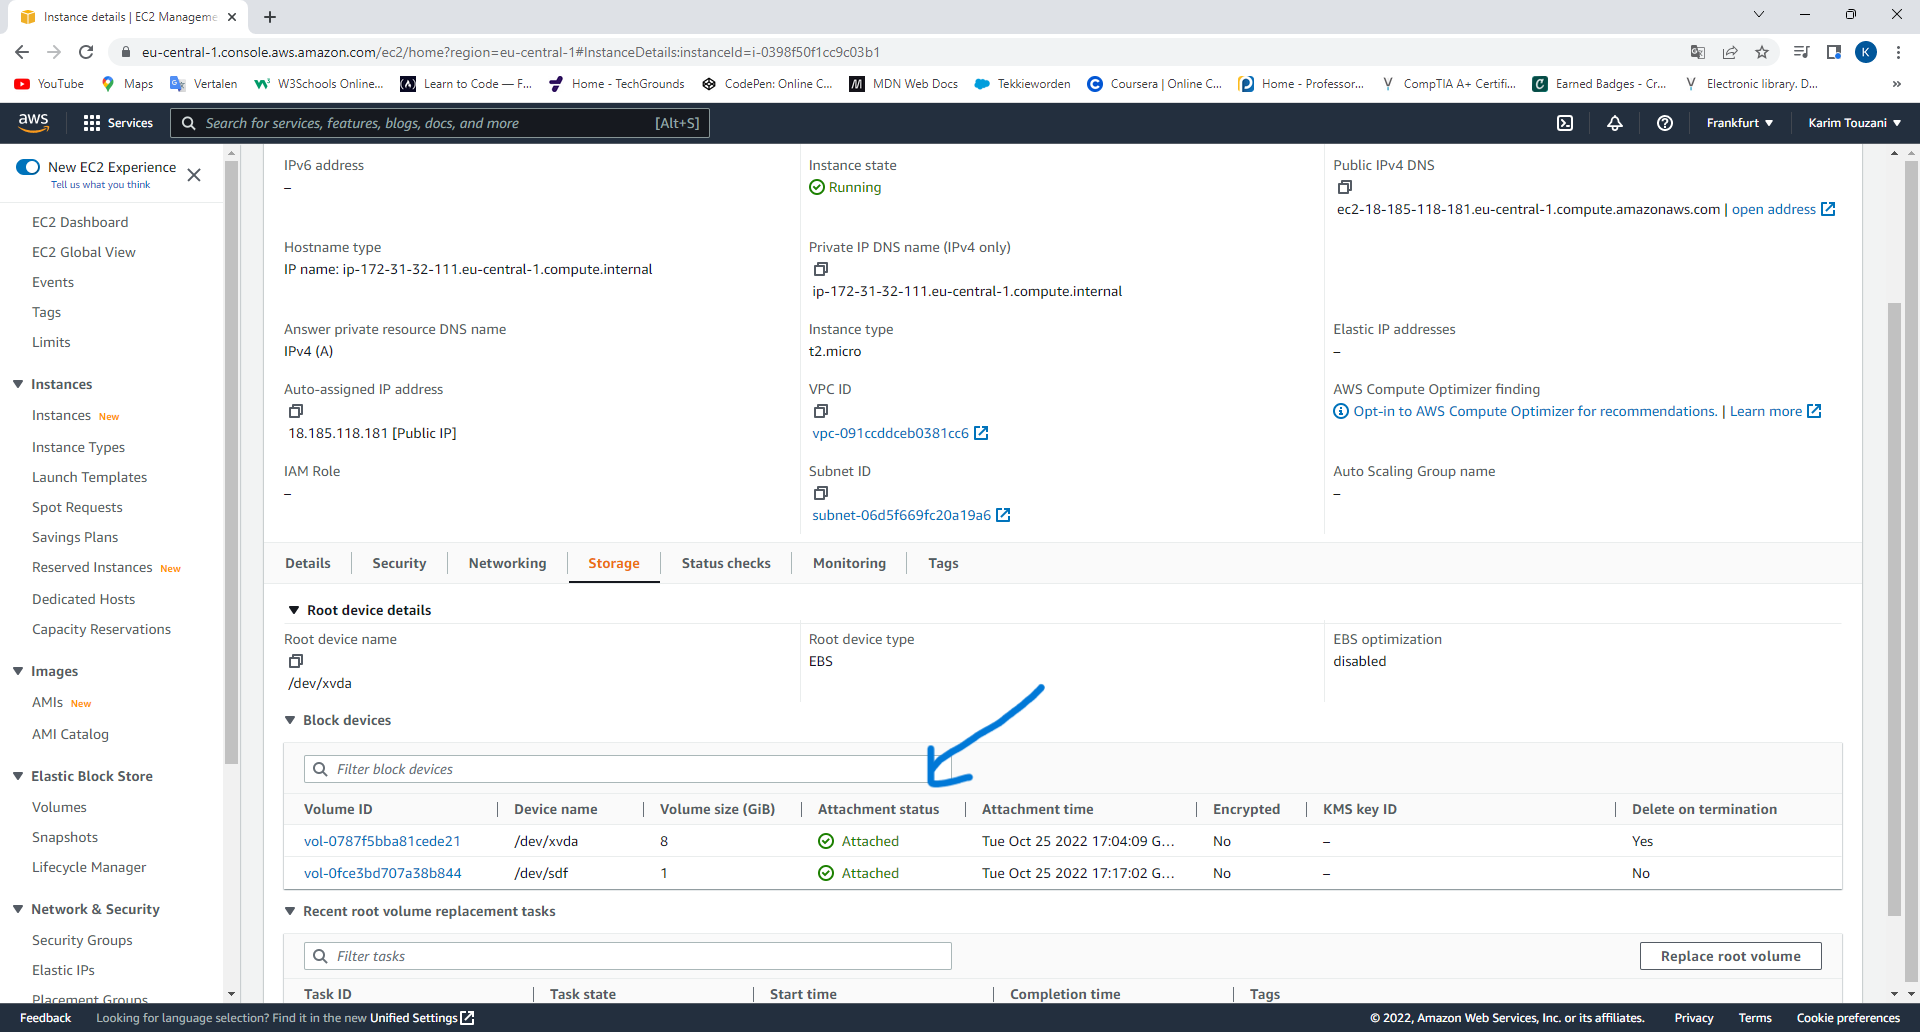 Instance details | EC2 Manageme
eu-central-1.console.aws.amazon.com/ec2/home?region=eu-central-1#InstanceDetails:instanceId=i-0398f50f1cc9c03b1
K
YouTube Maps Vertalen W3Schools Online... Learn to Code — F... Home - TechGrounds CodePen: Online C... MDN Web Docs Tekkieworden Coursera | Online C... Home - Professor... CompTIA A+ Certifi... Earned Badges - Cr... Electronic library. D... »
aws Services Search for services, features, blogs, docs, and more [Alt+S] Frankfurt Karim Touzani
New EC2 Experience
Tell us what you think
EC2 Dashboard
EC2 Global View
Events
Tags
Limits
Instances
Instances New
Instance Types
Launch Templates
Spot Requests
Savings Plans
Reserved Instances New
Dedicated Hosts
Capacity Reservations
Images
AMIs New
AMI Catalog
Elastic Block Store
Volumes
Snapshots
Lifecycle Manager
Network & Security
Security Groups
Elastic IPs
Placement Groups
IPv6 address
–
Instance state
Running
Public IPv4 DNS
ec2-18-185-118-181.eu-central-1.compute.amazonaws.com | open address
Hostname type
IP name: ip-172-31-32-111.eu-central-1.compute.internal
Private IP DNS name (IPv4 only)
ip-172-31-32-111.eu-central-1.compute.internal
Answer private resource DNS name
IPv4 (A)
Instance type
t2.micro
Elastic IP addresses
–
Auto-assigned IP address
18.185.118.181 [Public IP]
VPC ID
vpc-091ccddceb0381cc6
AWS Compute Optimizer finding
Opt-in to AWS Compute Optimizer for recommendations. | Learn more
IAM Role
–
Subnet ID
subnet-06d5f669fc20a19a6
Auto Scaling Group name
–
Details Security Networking Storage Status checks Monitoring Tags
Root device details
Root device name
/dev/xvda
Root device type
EBS
EBS optimization
disabled
Block devices
Filter block devices
Volume ID Device name Volume size (GiB) Attachment status Attachment time Encrypted KMS key ID Delete on termination
vol-0787f5bba81cede21 /dev/xvda 8 Attached Tue Oct 25 2022 17:04:09 G... No – Yes
vol-0fce3bd707a38b844 /dev/sdf 1 Attached Tue Oct 25 2022 17:17:02 G... No – No
Recent root volume replacement tasks
Filter tasks
Replace root volume
Task ID Task state Start time Completion time Tags
Feedback Looking for language selection? Find it in the new Unified Settings © 2022, Amazon Web Services, Inc. or its affiliates. Privacy Terms Cookie preferences